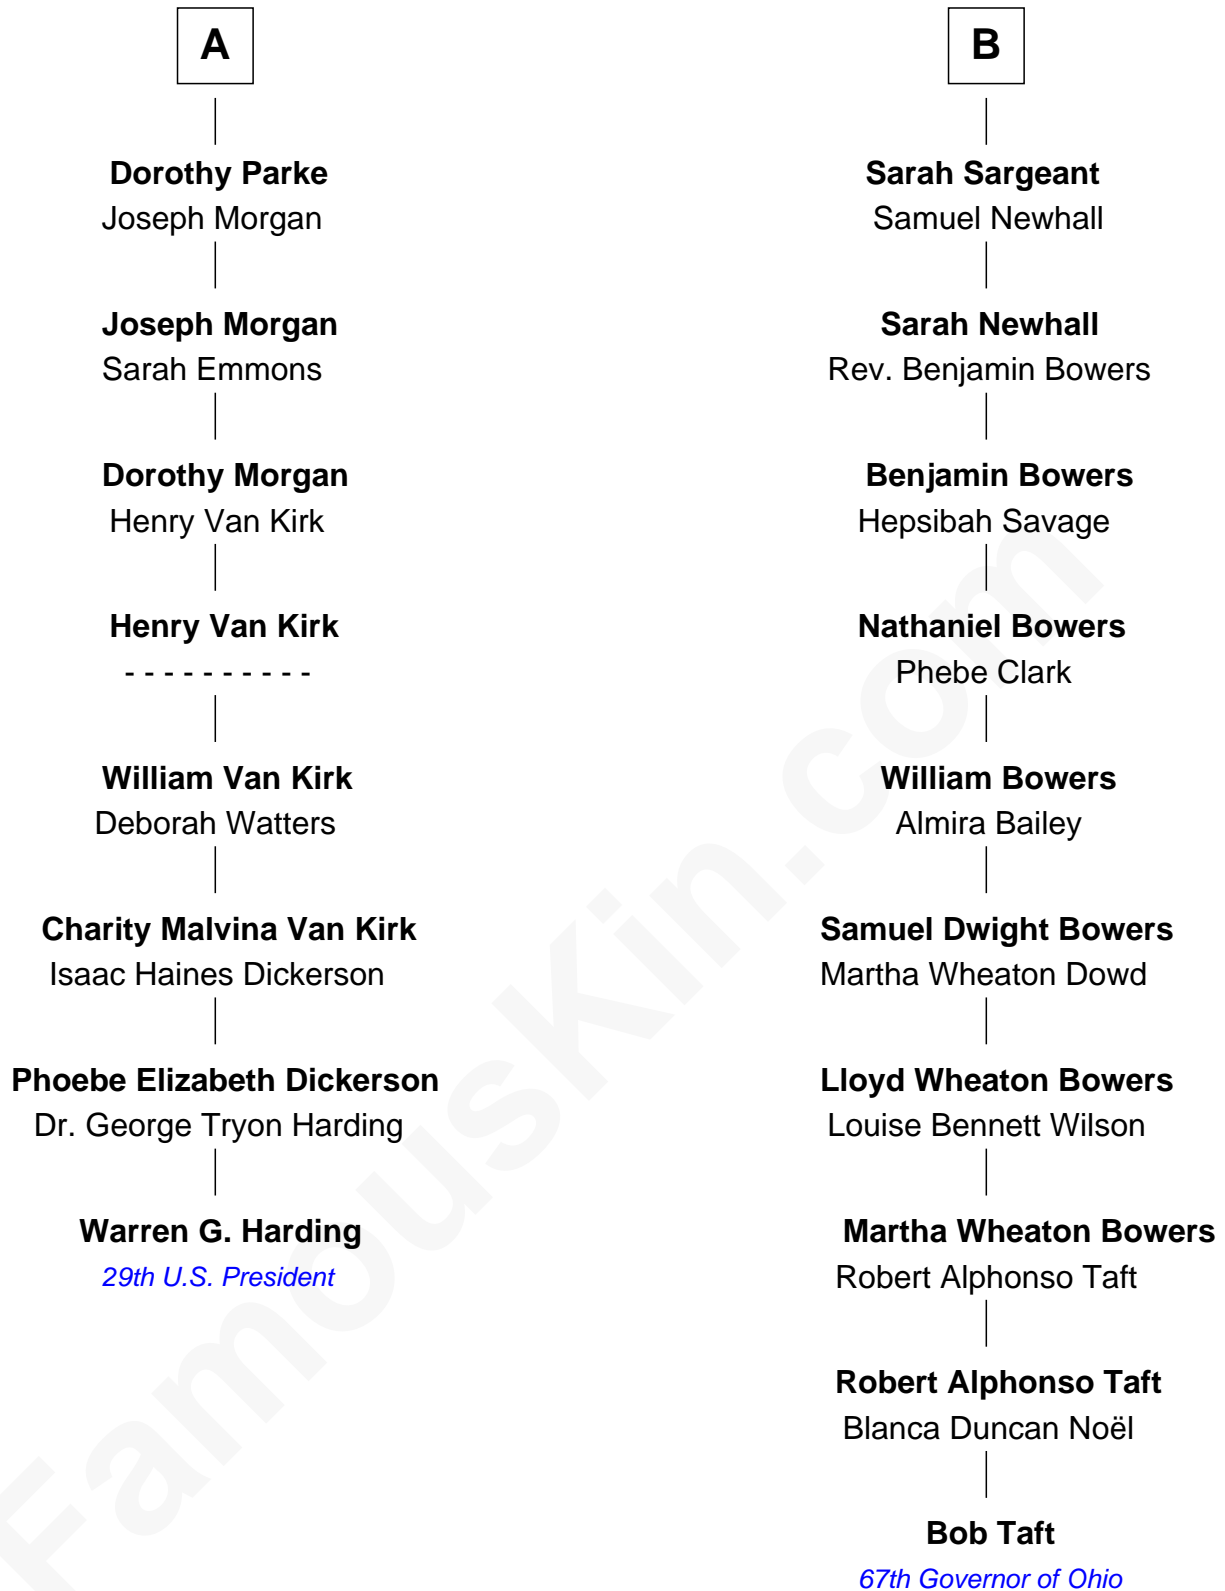 A
Dorothy Parke
Joseph Morgan
Joseph Morgan
Sarah Emmons
Dorothy Morgan
Henry Van Kirk
Henry Van Kirk
- - - - - - - - - -
William Van Kirk
Deborah Watters
Charity Malvina Van Kirk
Isaac Haines Dickerson
Phoebe Elizabeth Dickerson
Dr. George Tryon Harding
Warren G. Harding
29th U.S. President
B
Sarah Sargeant
Samuel Newhall
Sarah Newhall
Rev. Benjamin Bowers
Benjamin Bowers
Hepsibah Savage
Nathaniel Bowers
Phebe Clark
William Bowers
Almira Bailey
Samuel Dwight Bowers
Martha Wheaton Dowd
Lloyd Wheaton Bowers
Louise Bennett Wilson
Martha Wheaton Bowers
Robert Alphonso Taft
Robert Alphonso Taft
Blanca Duncan Noël
Bob Taft
67th Governor of Ohio
FamousKin.com